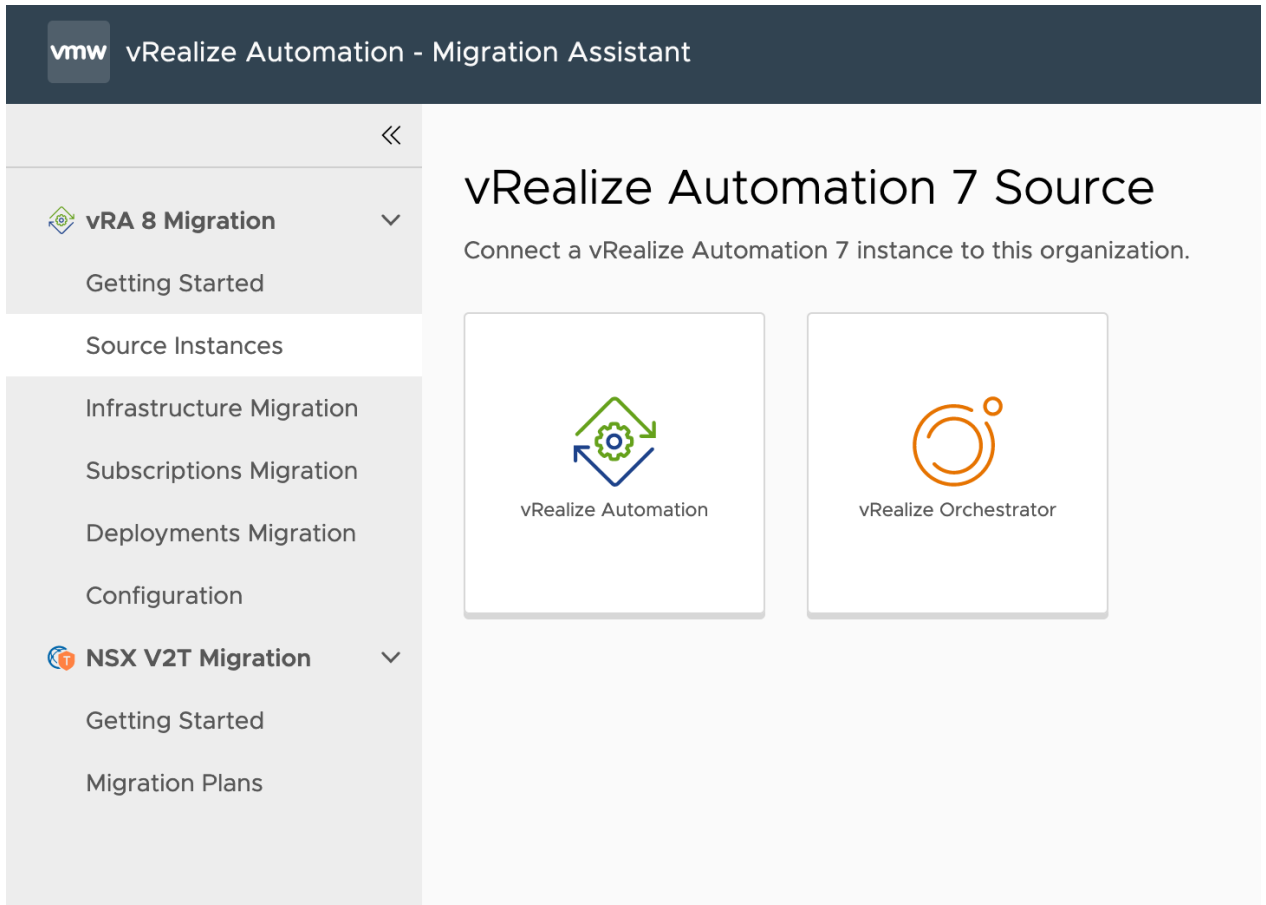 vmw vRealize Automation - Migration Assistant
vRA 8 Migration
Getting Started
Source Instances
Infrastructure Migration
Subscriptions Migration
Deployments Migration
Configuration
NSX V2T Migration
Getting Started
Migration Plans
vRealize Automation 7 Source
Connect a vRealize Automation 7 instance to this organization.
vRealize Automation
vRealize Orchestrator